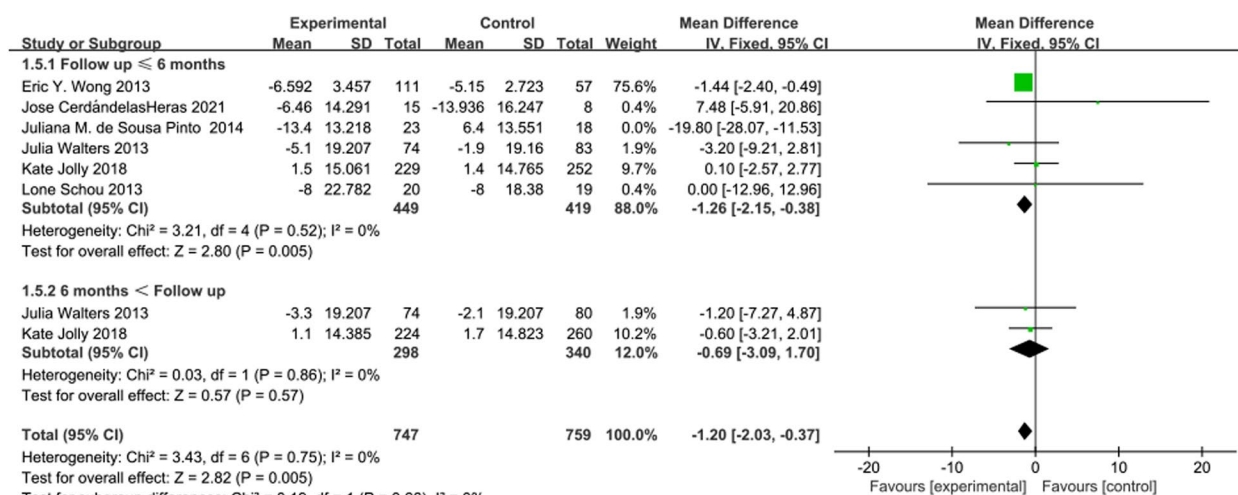 Experimental Control Mean Difference Mean Difference
Study or Subgroup Mean SD Total Mean SD Total Weight IV, Fixed, 95% CI IV, Fixed, 95% CI
1.5.1 Follow up ≤ 6 months
Eric Y. Wong 2013 -6.592 3.457 111 -5.15 2.723 57 75.6% -1.44 [-2.40, -0.49]
Jose CerdándelasHeras 2021 -6.46 14.291 15 -13.936 16.247 8 0.4% 7.48 [-5.91, 20.86]
Juliana M. de Sousa Pinto 2014 -13.4 13.218 23 6.4 13.551 18 0.0% -19.80 [-28.07, -11.53]
Julia Walters 2013 -5.1 19.207 74 -1.9 19.16 83 1.9% -3.20 [-9.21, 2.81]
Kate Jolly 2018 1.5 15.061 229 1.4 14.765 252 9.7% 0.10 [-2.57, 2.77]
Lone Schou 2013 -8 22.782 20 -8 18.38 19 0.4% 0.00 [-12.96, 12.96]
Subtotal (95% CI) 449 419 88.0% -1.26 [-2.15, -0.38]
Heterogeneity: Chi² = 3.21, df = 4 (P = 0.52); I² = 0%
Test for overall effect: Z = 2.80 (P = 0.005)
1.5.2 6 months < Follow up
Julia Walters 2013 -3.3 19.207 74 -2.1 19.207 80 1.9% -1.20 [-7.27, 4.87]
Kate Jolly 2018 1.1 14.385 224 1.7 14.823 260 10.2% -0.60 [-3.21, 2.01]
Subtotal (95% CI) 298 340 12.0% -0.69 [-3.09, 1.70]
Heterogeneity: Chi² = 0.03, df = 1 (P = 0.86); I² = 0%
Test for overall effect: Z = 0.57 (P = 0.57)
Total (95% CI) 747 759 100.0% -1.20 [-2.03, -0.37]
Heterogeneity: Chi² = 3.43, df = 6 (P = 0.75); I² = 0%
Test for overall effect: Z = 2.82 (P = 0.005)
-20 -10 0 10 20
Favours [experimental] Favours [control]